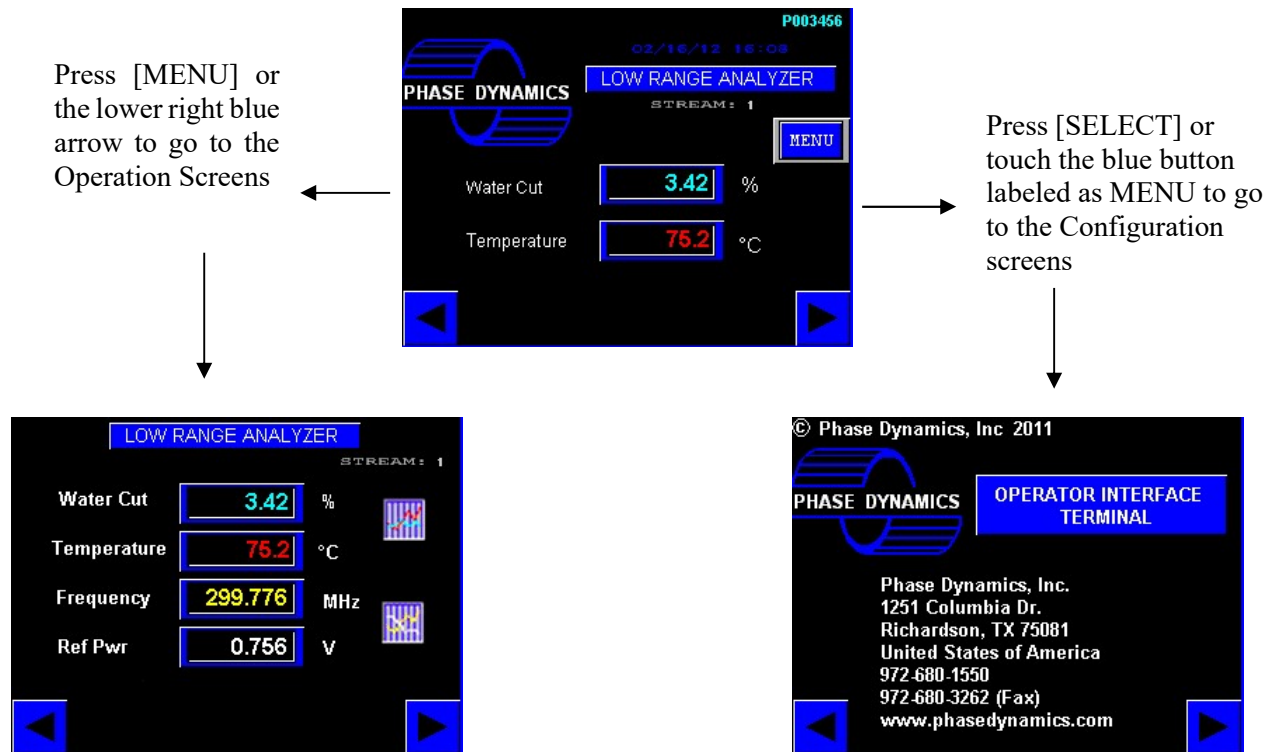 Press [MENU] or
the lower right blue
arrow to go to the
Operation Screens
P003456
02/16/12 16:08
PHASE DYNAMICS
LOW RANGE ANALYZER
STREAM: 1
MENU
Water Cut 3.42 %
Temperature 75.2 °C
Press [SELECT] or
touch the blue button
labeled as MENU to go
to the Configuration
screens
LOW RANGE ANALYZER
STREAM: 1
Water Cut 3.42 %
Temperature 75.2 °C
Frequency 299.776 MHz
Ref Pwr 0.756 V
© Phase Dynamics, Inc 2011
PHASE DYNAMICS
OPERATOR INTERFACE
TERMINAL
Phase Dynamics, Inc.
1251 Columbia Dr.
Richardson, TX 75081
United States of America
972-680-1550
972-680-3262 (Fax)
www.phasedynamics.com